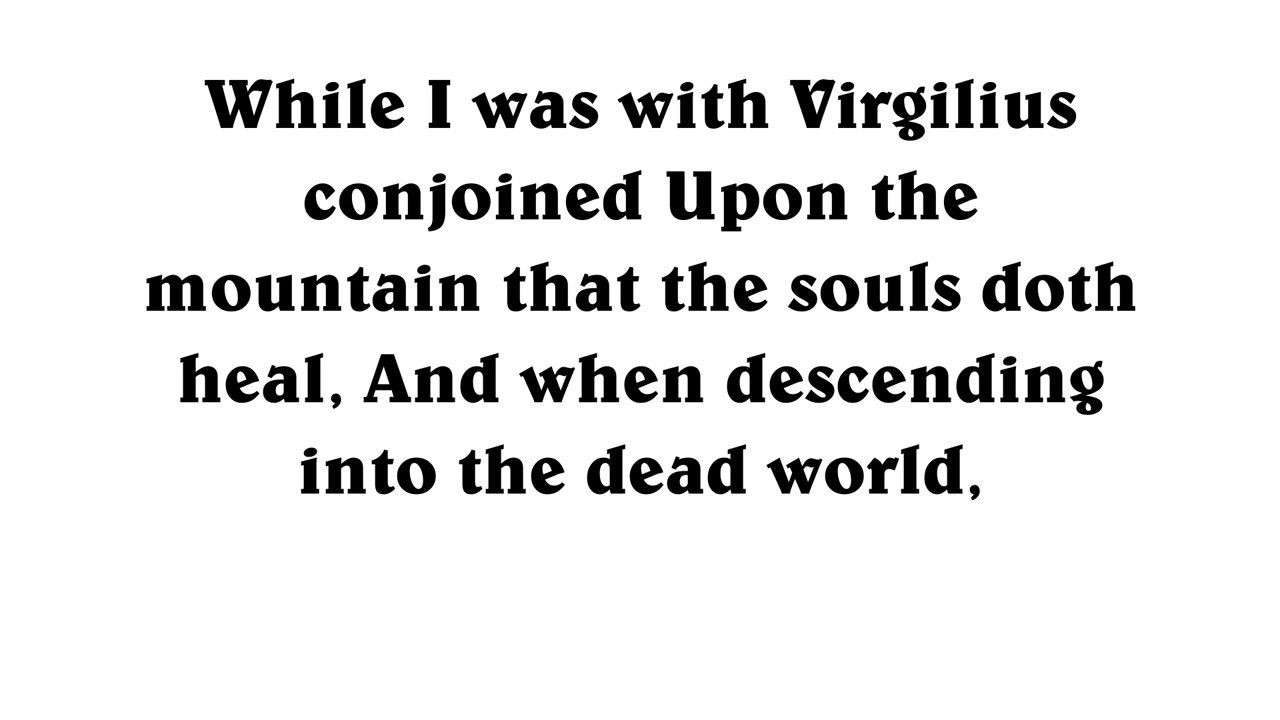 While I was with Virgilius
conjoined Upon the
mountain that the souls doth
heal, And when descending
into the dead world,